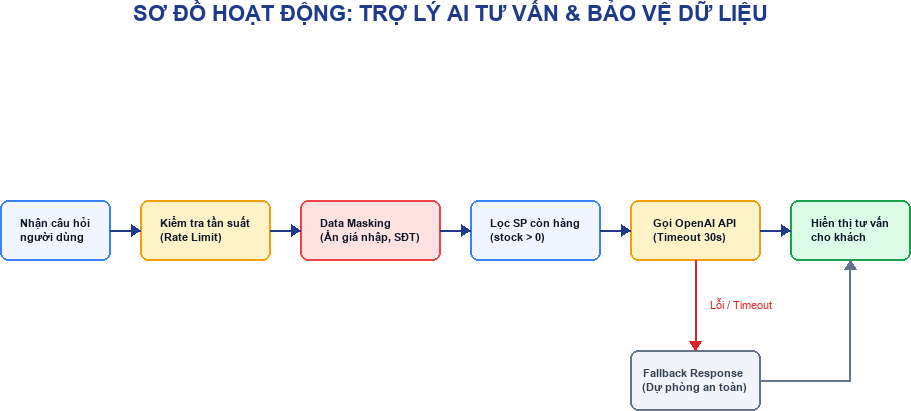 SƠ ĐỒ HOẠT ĐỘNG: TRỢ LÝ AI TƯ VẤN & BẢO VỆ DỮ LIỆU
Nhận câu hỏi
người dùng
Kiểm tra tần suất
(Rate Limit)
Data Masking
(Ẩn giá nhập, SĐT)
Lọc SP còn hàng
(stock > 0)
Gọi OpenAI API
(Timeout 30s)
Hiển thị tư vấn
cho khách
Lỗi / Timeout
Fallback Response
(Dự phòng an toàn)